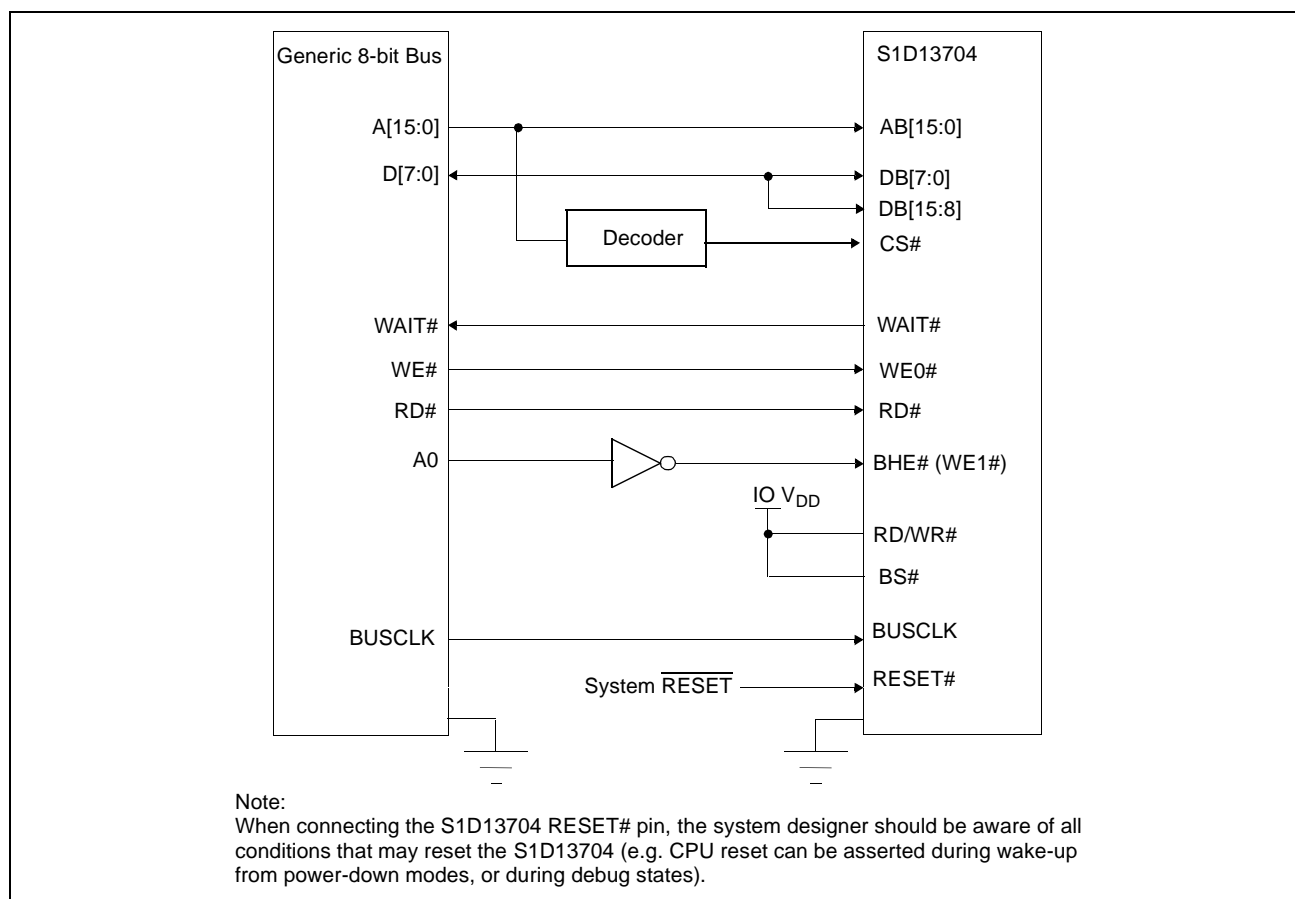 Generic 8-bit Bus
S1D13704
A[15:0]
AB[15:0]
D[7:0]
DB[7:0]
DB[15:8]
Decoder
CS#
WAIT#
WAIT#
WE#
WE0#
RD#
RD#
A0
BHE# (WE1#)
IO VDD
RD/WR#
BS#
BUSCLK
BUSCLK
System RESET
RESET#
Note:
When connecting the S1D13704 RESET# pin, the system designer should be aware of all
conditions that may reset the S1D13704 (e.g. CPU reset can be asserted during wake-up
from power-down modes, or during debug states).